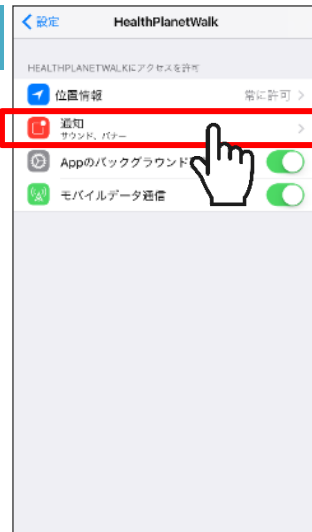 設定
HealthPlanetWalk
HEALTHPLANETWALKにアクセスを許可
位置情報 常に許可
通知
サウンド、バナー
Appのバックグラウンド
モバイルデータ通信